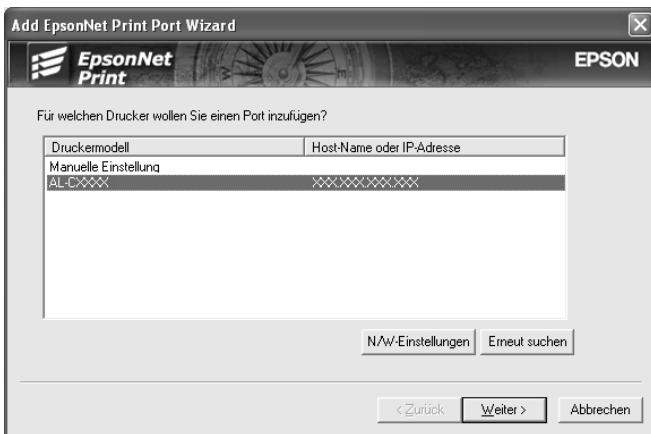 Add EpsonNet Print Port Wizard
EpsonNet
Print
EPSON
Für welchen Drucker wollen Sie einen Port inzufügen?
Druckermodell Host-Name oder IP-Adresse
Manuelle Einstellung
AL-CXXXX XXX.XXX.XXX.XXX
N/W-Einstellungen Erneut suchen
< Zurück Weiter > Abbrechen